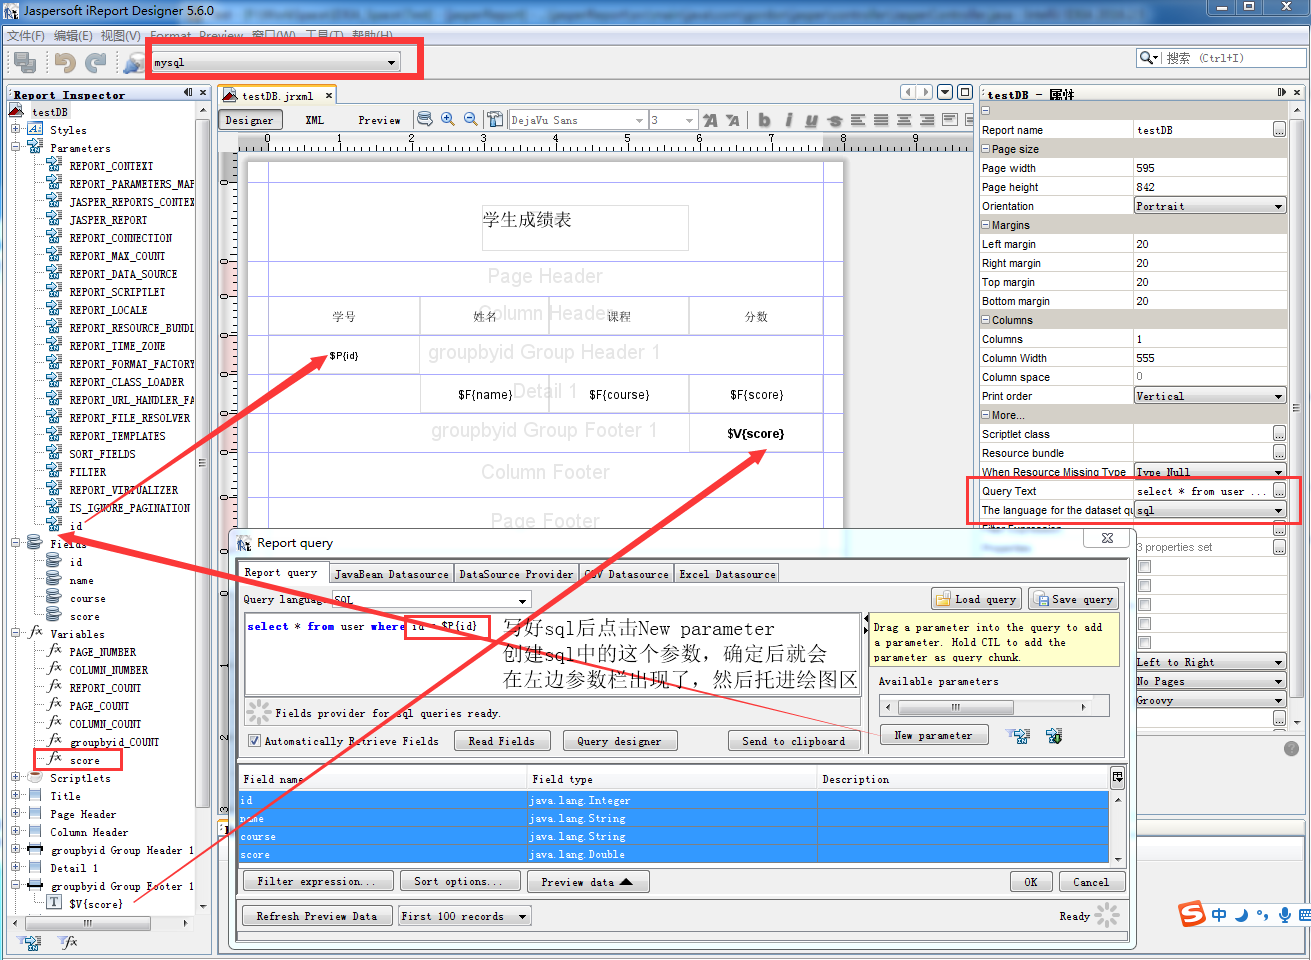 Jaspersoft iReport Designer 5.6.0
文件(F) 编辑(E) 视图(V) Format Preview 窗口(W) 工具(T) 帮助(H)
mysql
搜索 (Ctrl+I)
Report Inspector
testDB
Styles
Parameters
REPORT_CONTEXT
REPORT_PARAMETERS_MAP
JASPER_REPORTS_CONTEX
JASPER_REPORT
REPORT_CONNECTION
REPORT_MAX_COUNT
REPORT_DATA_SOURCE
REPORT_SCRIPTLET
REPORT_LOCALE
REPORT_RESOURCE_BUNDL
REPORT_TIME_ZONE
REPORT_FORMAT_FACTORY
REPORT_CLASS_LOADER
REPORT_URL_HANDLER_FA
REPORT_FILE_RESOLVER
REPORT_TEMPLATES
SORT_FIELDS
FILTER
REPORT_VIRTUALIZER
IS_IGNORE_PAGINATION
id
Fields
id
name
course
score
Variables
PAGE_NUMBER
COLUMN_NUMBER
REPORT_COUNT
PAGE_COUNT
COLUMN_COUNT
groupbyid_COUNT
score
Scriptlets
Title
Page Header
Column Header
groupbyid Group Header 1
Detail 1
groupbyid Group Footer 1
$V{score}
testDB.jrxml
Designer XML Preview DejaVu Sans 3
0 1 2 3 4 5 6 7 8
学生成绩表
Page Header
Column Header
学号 姓名 课程 分数
groupbyid Group Header 1
$P{id}
Detail 1
$F{name} $F{course} $F{score}
groupbyid Group Footer 1
$V{score}
Column Footer
Page Footer
testDB - 属性
Report name testDB
Page size
Page width 595
Page height 842
Orientation Portrait
Margins
Left margin 20
Right margin 20
Top margin 20
Bottom margin 20
Columns
Columns 1
Column Width 555
Column space 0
Print order Vertical
More...
Scriptlet class
Resource bundle
When Resource Missing Type Type Null
Query Text select * from user ...
The language for the dataset qu sql
Filter Expression
Properties 3 properties set
Left to Right
No Pages
Groovy
Report query
Report query JavaBean Datasource DataSource Provider CSV Datasource Excel Datasource
Query language SQL
Load query Save query
select * from user where id = $P{id}
写好sql后点击New parameter
创建sql中的这个参数，确定后就会
在左边参数栏出现了，然后托进绘图区
Drag a parameter into the query to add
a parameter. Hold CTL to add the
parameter as query chunk.
Available parameters
New parameter
Fields provider for sql queries ready.
Automatically Retrieve Fields Read Fields Query designer Send to clipboard
Field name Field type Description
id java.lang.Integer
name java.lang.String
course java.lang.String
score java.lang.Double
Filter expression... Sort options... Preview data OK Cancel
Refresh Preview Data First 100 records Ready
中